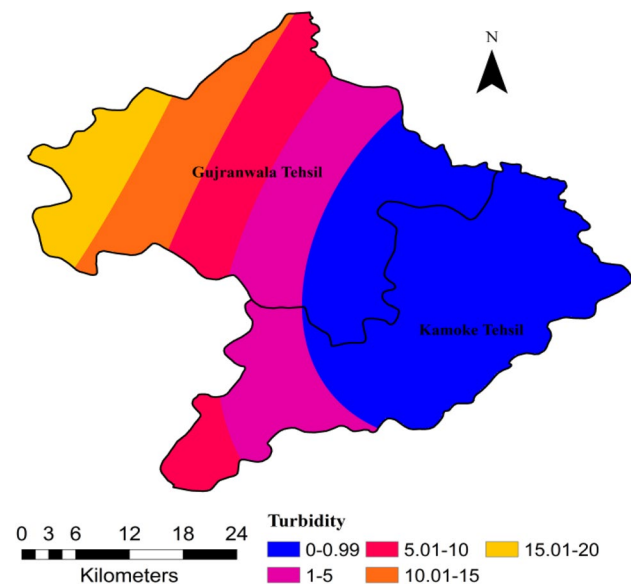 N
Gujranwala Tehsil
Kamoke Tehsil
0 3 6 12 18 24
Kilometers
Turbidity
0-0.99 5.01-10 15.01-20
1-5 10.01-15